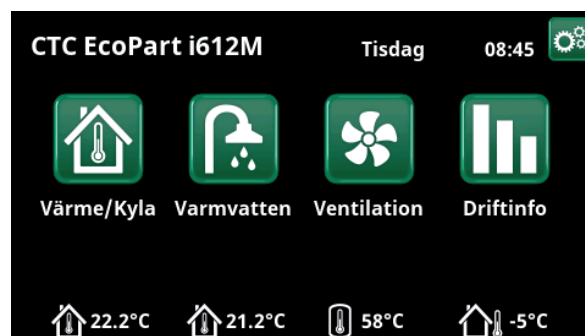 CTC EcoPart i612M Tisdag 08:45
Värme/Kyla Varmvatten Ventilation Driftinfo
22.2°C 21.2°C 58°C -5°C